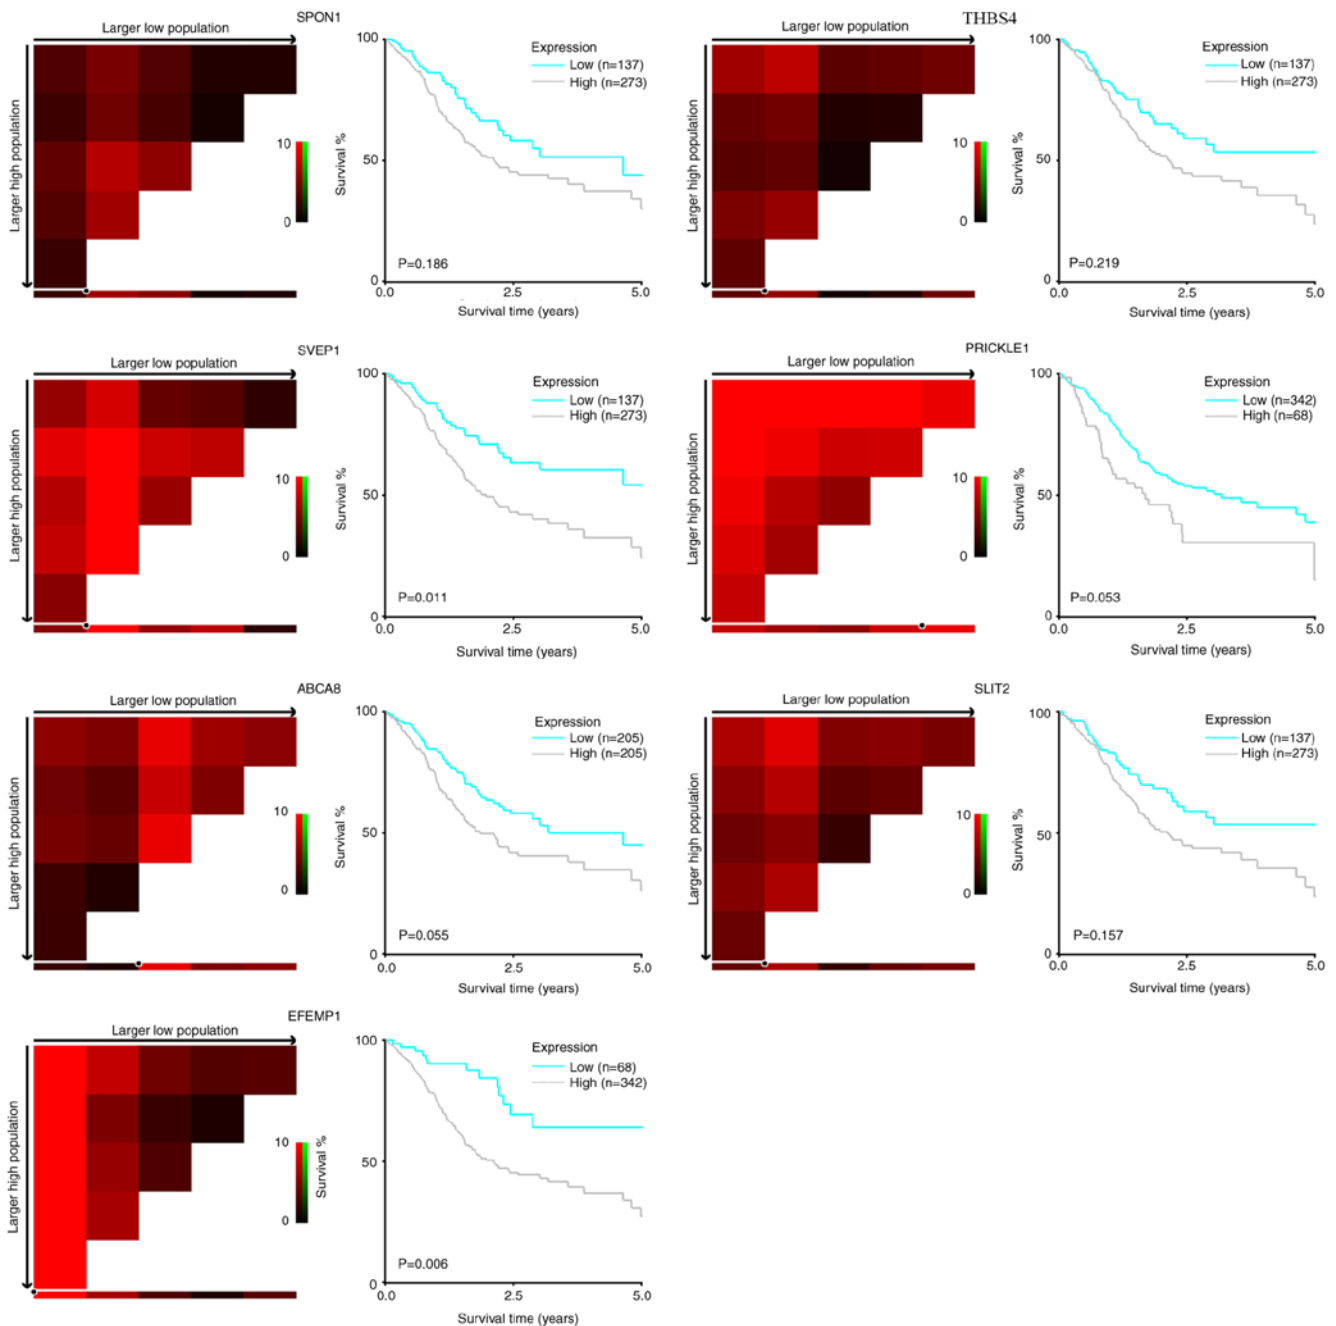 SPON1
Larger low population
Larger high population
10
0
Survival %
100
50
0
Expression
Low (n=137)
High (n=273)
P=0.186
0.0 2.5 5.0
Survival time (years)
THBS4
Larger low population
Larger high population
10
0
Survival %
100
50
0
Expression
Low (n=137)
High (n=273)
P=0.219
0.0 2.5 5.0
Survival time (years)
SVEP1
Larger low population
Larger high population
10
0
Survival %
100
50
0
Expression
Low (n=137)
High (n=273)
P=0.011
0.0 2.5 5.0
Survival time (years)
PRICKLE1
Larger low population
Larger high population
10
0
Survival %
100
50
0
Expression
Low (n=342)
High (n=68)
P=0.053
0.0 2.5 5.0
Survival time (years)
ABCA8
Larger low population
Larger high population
10
0
Survival %
100
50
0
Expression
Low (n=205)
High (n=205)
P=0.055
0.0 2.5 5.0
Survival time (years)
SLIT2
Larger low population
Larger high population
10
0
Survival %
100
50
0
Expression
Low (n=137)
High (n=273)
P=0.157
0.0 2.5 5.0
Survival time (years)
EFEMP1
Larger low population
Larger high population
10
0
Survival %
100
50
0
Expression
Low (n=68)
High (n=342)
P=0.006
0.0 2.5 5.0
Survival time (years)